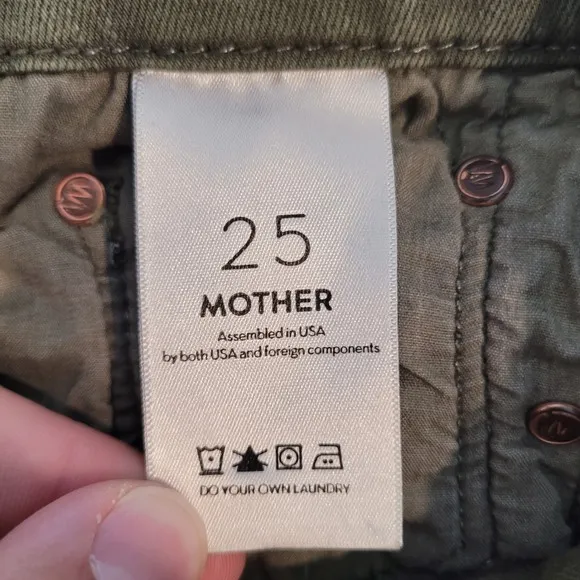 25
MOTHER
Assembled in USA
by both USA and foreign components
DO YOUR OWN LAUNDRY